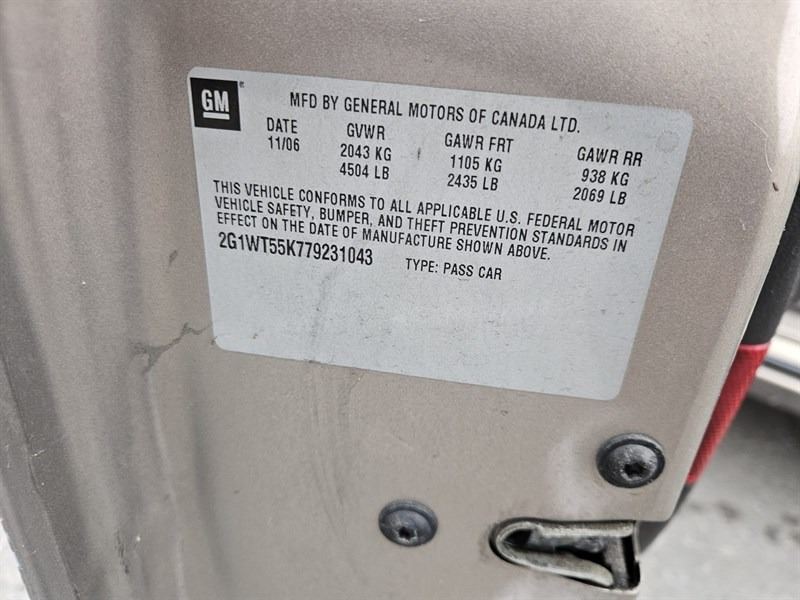 GM
MFD BY GENERAL MOTORS OF CANADA LTD.
DATE GVWR GAWR FRT GAWR RR
11/06 2043 KG 1105 KG 938 KG
4504 LB 2435 LB 2069 LB
THIS VEHICLE CONFORMS TO ALL APPLICABLE U.S. FEDERAL MOTOR
VEHICLE SAFETY, BUMPER, AND THEFT PREVENTION STANDARDS IN
EFFECT ON THE DATE OF MANUFACTURE SHOWN ABOVE.
2G1WT55K779231043 TYPE: PASS CAR